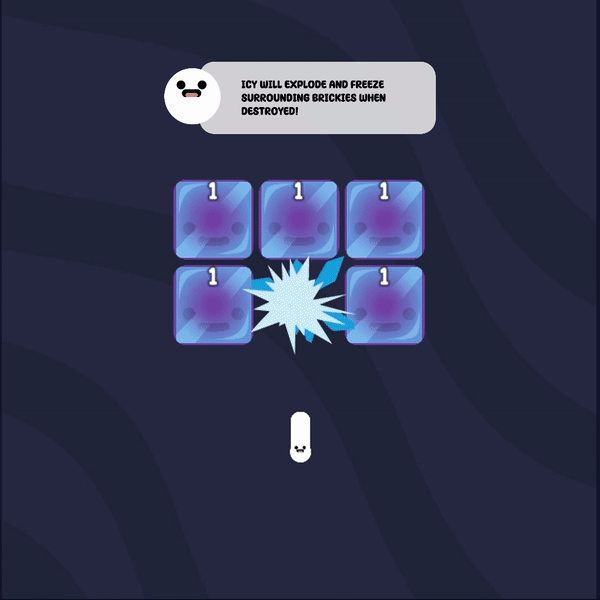 ICY WILL EXPLODE AND FREEZE
SURROUNDING BRICKIES WHEN
DESTROYED!
1 1 1
1 1